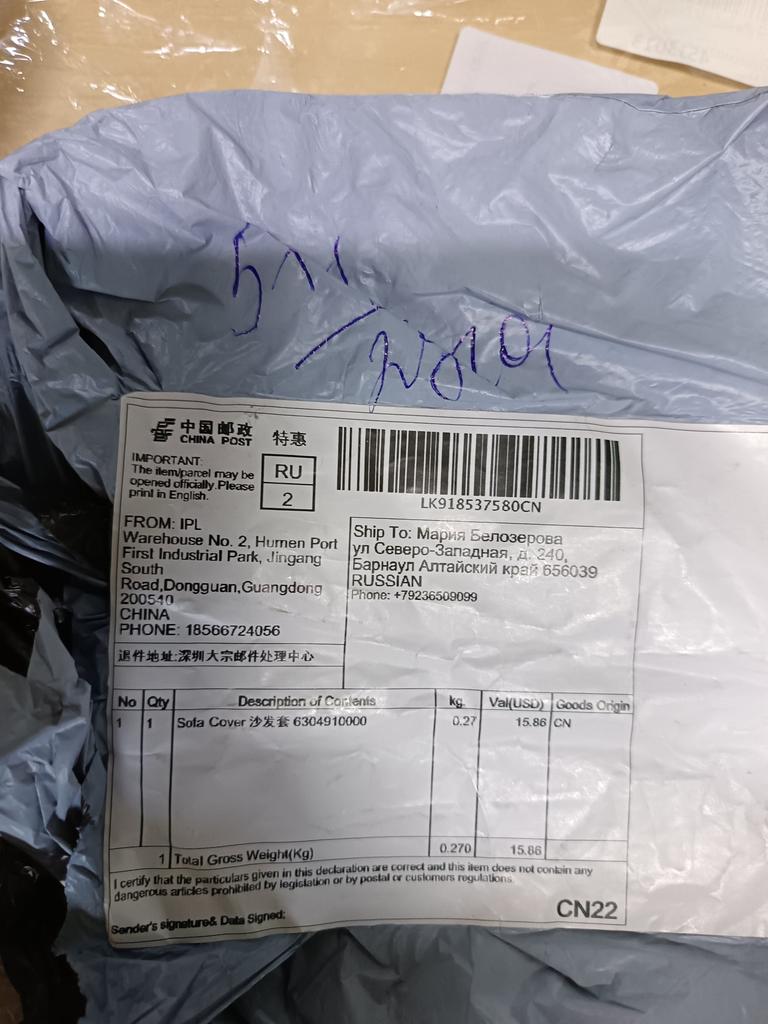 中国邮政
CHINA POST
特惠
IMPORTANT:
The item/parcel may be
opened officially.Please
print in English.
RU
2
LK918537580CN
FROM: IPL
Warehouse No. 2, Humen Port
First Industrial Park, Jingang
South
Road,Dongguan,Guangdong
200540
CHINA
PHONE: 18566724056
退件地址:深圳大宗邮件处理中心
Ship To: Мария Белозерова
ул Северо-Западная, д. 240,
Барнаул Алтайский край 656039
RUSSIAN
Phone: +79236509099
No Qty Description of Contents kg. Val(USD) Goods Origin
1 1 Sofa Cover 沙发套 6304910000 0.27 15.86 CN
1 Total Gross Weight(Kg) 0.270 15.86
I certify that the particulars given in this declaration are correct and this item does not contain any
dangerous articles prohibited by legislation or by postal or customers regulations.
Sender's signature& Data Signed:
CN22